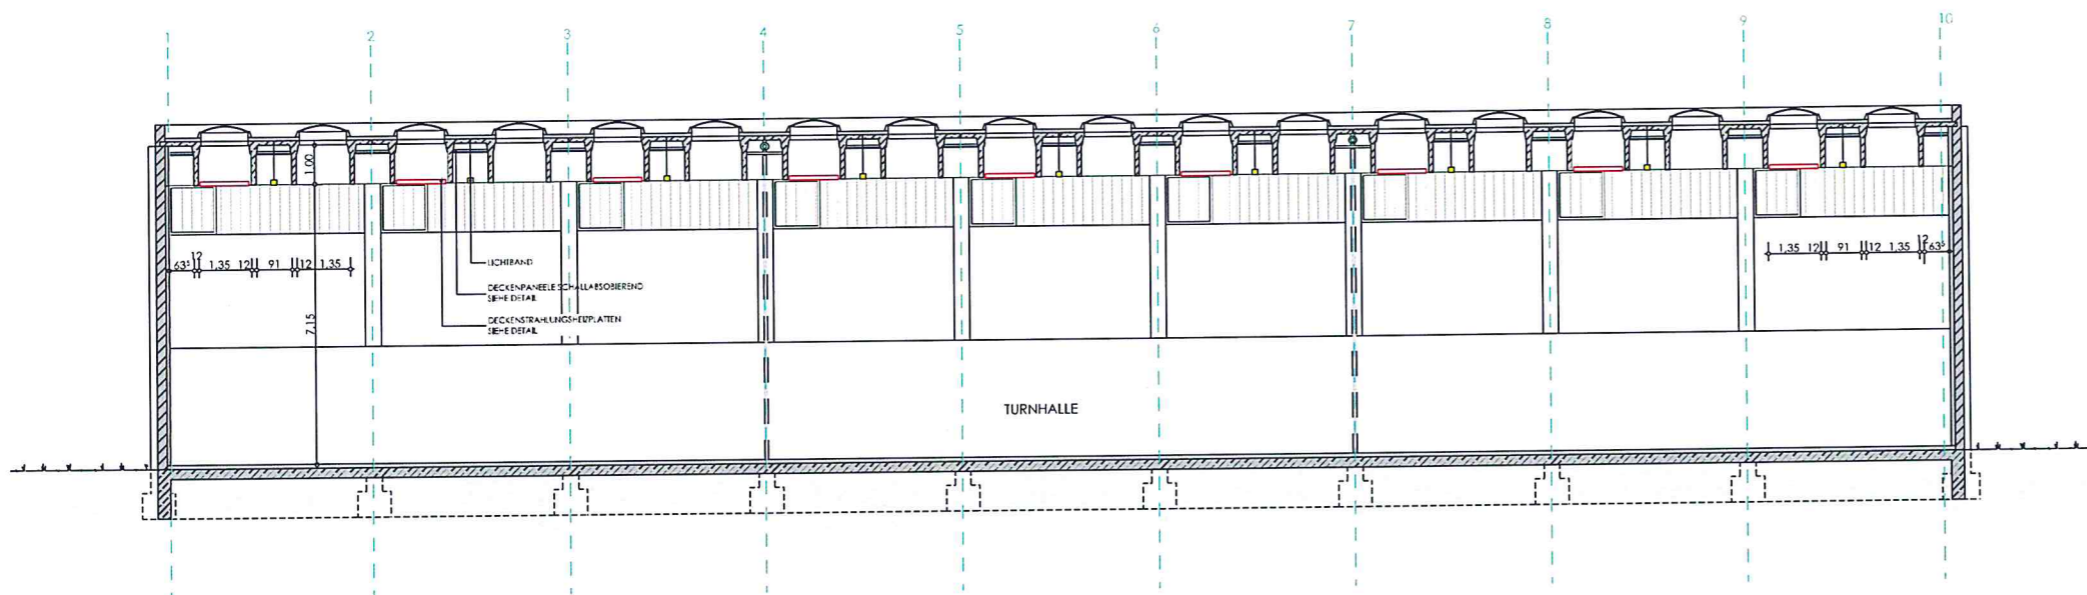 1 2 3 4 5 6 7 8 9 10
1.00
63⁵ 12 1,35 12 91 12 1,35
1,35 12 91 12 1,35 12 63⁵
LICHTBAND
DECKENPANEELE SCHALLABSOBIEREND
SIEHE DETAIL
7,15
DECKENSTRAHLUNGSHEIZPLATTEN
SIEHE DETAIL
TURNHALLE